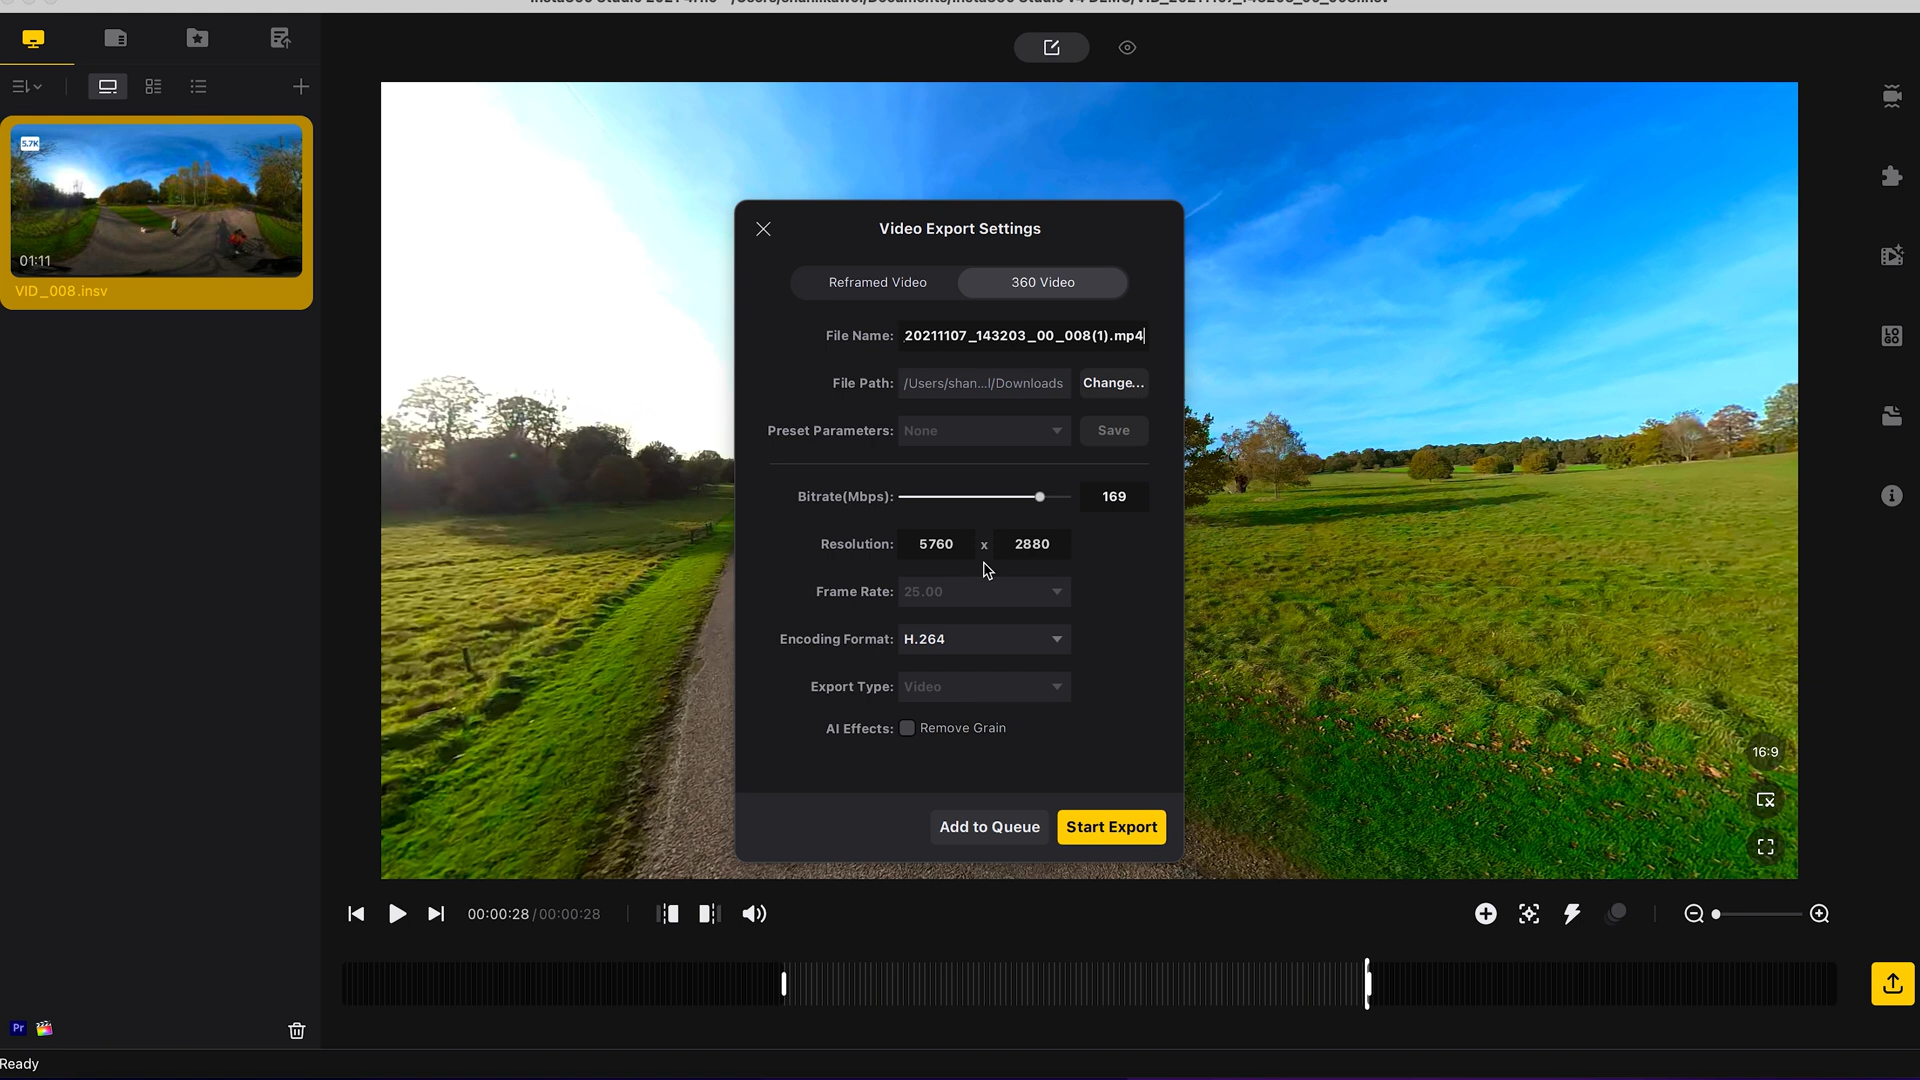 5.7K
01:11
VID_008.insv
Video Export Settings
Reframed Video
360 Video
File Name: 20211107_143203_00_008(1).mp4
File Path: /Users/shan...l/Downloads Change...
Preset Parameters: None Save
Bitrate(Mbps): 169
Resolution: 5760 x 2880
Frame Rate: 25.00
Encoding Format: H.264
Export Type: Video
AI Effects: Remove Grain
Add to Queue
Start Export
LO
GO
16:9
00:00:28/00:00:28
Pr
Ready